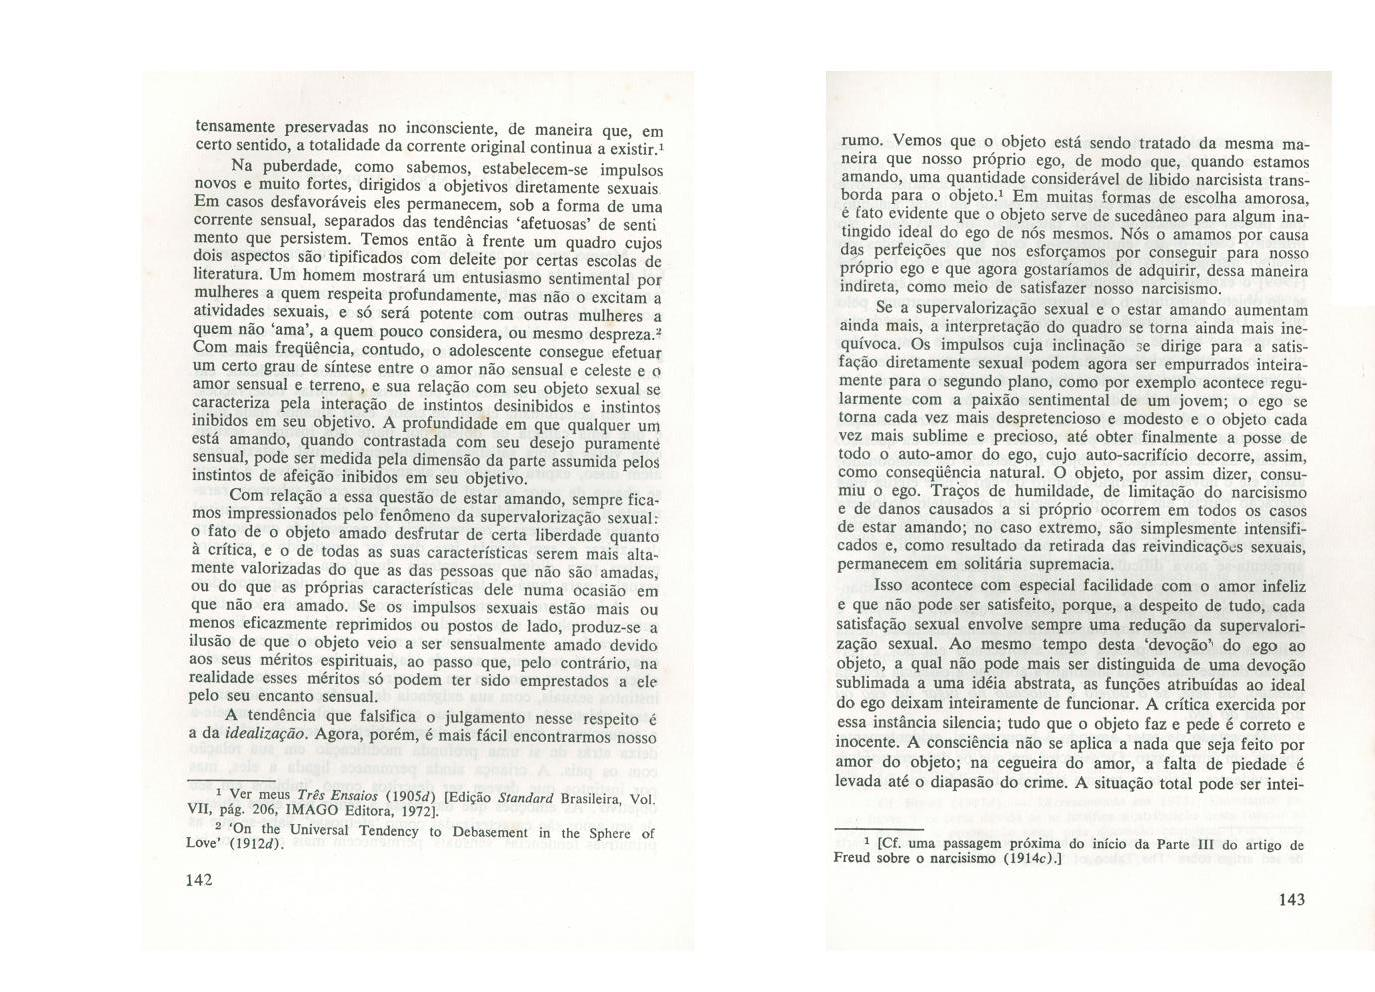 tensamente preservadas no inconsciente, de maneira que, em
certo sentido, a totalidade da corrente original continua a existir.¹
Na puberdade, como sabemos, estabelecem-se impulsos
novos e muito fortes, dirigidos a objetivos diretamente sexuais
Em casos desfavoráveis eles permanecem, sob a forma de uma
corrente sensual, separados das tendências ‘afetuosas’ de senti
mento que persistem. Temos então à frente um quadro cujos
dois aspectos são tipificados com deleite por certas escolas de
literatura. Um homem mostrará um entusiasmo sentimental por
mulheres a quem respeita profundamente, mas não o excitam a
atividades sexuais, e só será potente com outras mulheres a
quem não ‘ama’, a quem pouco considera, ou mesmo despreza.²
Com mais freqüência, contudo, o adolescente consegue efetuar
um certo grau de síntese entre o amor não sensual e celeste e o
amor sensual e terreno, e sua relação com seu objeto sexual se
caracteriza pela interação de instintos desinibidos e instintos
inibidos em seu objetivo. A profundidade em que qualquer um
está amando, quando contrastada com seu desejo puramente
sensual, pode ser medida pela dimensão da parte assumida pelos
instintos de afeição inibidos em seu objetivo.
Com relação a essa questão de estar amando, sempre fica-
mos impressionados pelo fenômeno da supervalorização sexual:
o fato de o objeto amado desfrutar de certa liberdade quanto
à crítica, e o de todas as suas características serem mais alta-
mente valorizadas do que as das pessoas que não são amadas,
ou do que as próprias características dele numa ocasião em
que não era amado. Se os impulsos sexuais estão mais ou
menos eficazmente reprimidos ou postos de lado, produz-se a
ilusão de que o objeto veio a ser sensualmente amado devido
aos seus méritos espirituais, ao passo que, pelo contrário, na
realidade esses méritos só podem ter sido emprestados a ele
pelo seu encanto sensual.
A tendência que falsifica o julgamento nesse respeito é
a da idealização. Agora, porém, é mais fácil encontrarmos nosso
¹ Ver meus Três Ensaios (1905d) [Edição Standard Brasileira, Vol.
VII, pág. 206, IMAGO Editora, 1972].
² ‘On the Universal Tendency to Debasement in the Sphere of
Love’ (1912d).
142
rumo. Vemos que o objeto está sendo tratado da mesma ma-
neira que nosso próprio ego, de modo que, quando estamos
amando, uma quantidade considerável de libido narcisista trans-
borda para o objeto.¹ Em muitas formas de escolha amorosa,
é fato evidente que o objeto serve de sucedâneo para algum ina-
tingido ideal do ego de nós mesmos. Nós o amamos por causa
das perfeições que nos esforçamos por conseguir para nosso
próprio ego e que agora gostaríamos de adquirir, dessa maneira
indireta, como meio de satisfazer nosso narcisismo.
Se a supervalorização sexual e o estar amando aumentam
ainda mais, a interpretação do quadro se torna ainda mais ine-
quívoca. Os impulsos cuja inclinação se dirige para a satis-
fação diretamente sexual podem agora ser empurrados inteira-
mente para o segundo plano, como por exemplo acontece regu-
larmente com a paixão sentimental de um jovem; o ego se
torna cada vez mais despretencioso e modesto e o objeto cada
vez mais sublime e precioso, até obter finalmente a posse de
todo o auto-amor do ego, cujo auto-sacrifício decorre, assim,
como conseqüência natural. O objeto, por assim dizer, consu-
miu o ego. Traços de humildade, de limitação do narcisismo
e de danos causados a si próprio ocorrem em todos os casos
de estar amando; no caso extremo, são simplesmente intensifi-
cados e, como resultado da retirada das reivindicações sexuais,
permanecem em solitária supremacia.
Isso acontece com especial facilidade com o amor infeliz
e que não pode ser satisfeito, porque, a despeito de tudo, cada
satisfação sexual envolve sempre uma redução da supervalori-
zação sexual. Ao mesmo tempo desta ‘devoção’ do ego ao
objeto, a qual não pode mais ser distinguida de uma devoção
sublimada a uma idéia abstrata, as funções atribuídas ao ideal
do ego deixam inteiramente de funcionar. A crítica exercida por
essa instância silencia; tudo que o objeto faz e pede é correto e
inocente. A consciência não se aplica a nada que seja feito por
amor do objeto; na cegueira do amor, a falta de piedade é
levada até o diapasão do crime. A situação total pode ser intei-
¹ [Cf. uma passagem próxima do início da Parte III do artigo de
Freud sobre o narcisismo (1914c).]
143